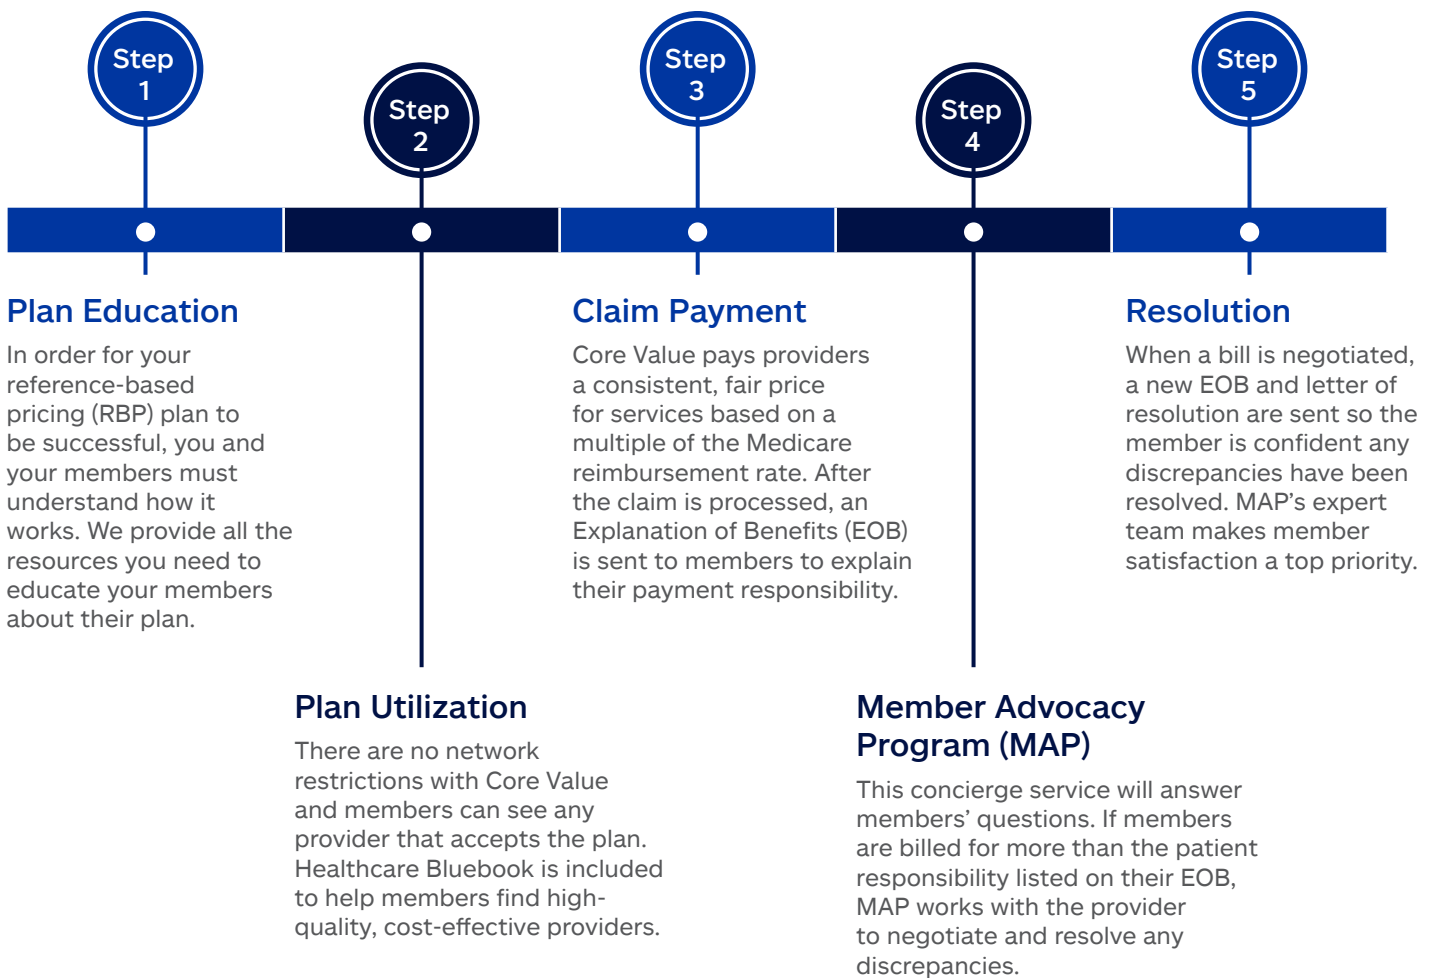 Step
1
Step
2
Step
3
Step
4
Step
5
Plan Education
In order for your
reference-based
pricing (RBP) plan to
be successful, you and
your members must
understand how it
works. We provide all the
resources you need to
educate your members
about their plan.
Plan Utilization
There are no network
restrictions with Core Value
and members can see any
provider that accepts the plan.
Healthcare Bluebook is included
to help members find high-
quality, cost-effective providers.
Claim Payment
Core Value pays providers
a consistent, fair price
for services based on a
multiple of the Medicare
reimbursement rate. After
the claim is processed, an
Explanation of Benefits (EOB)
is sent to members to explain
their payment responsibility.
Member Advocacy
Program (MAP)
This concierge service will answer
members’ questions. If members
are billed for more than the patient
responsibility listed on their EOB,
MAP works with the provider
to negotiate and resolve any
discrepancies.
Resolution
When a bill is negotiated,
a new EOB and letter of
resolution are sent so the
member is confident any
discrepancies have been
resolved. MAP’s expert
team makes member
satisfaction a top priority.